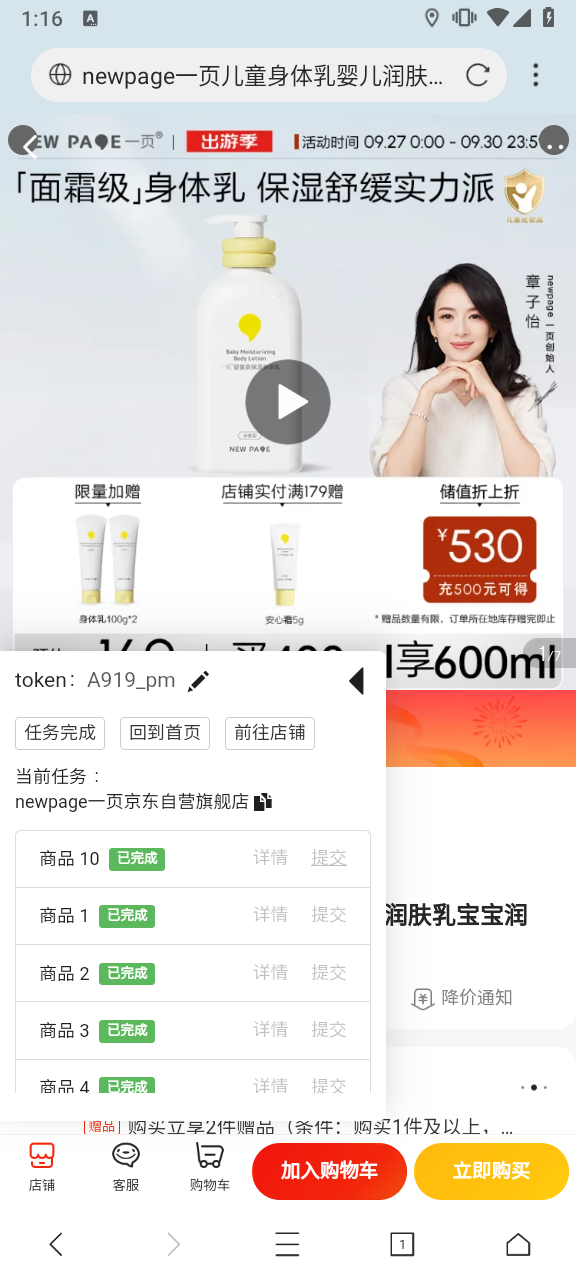 1:16
A
newpage一页儿童身体乳婴儿润肤…
EW PAGE 一页® | 出游季 活动时间 09.27 0:00 - 09.30 23:5
「面霜级」身体乳 保湿舒缓实力派
儿童化妆品
章子怡
newpage 一页创始人
Baby Moisturizing
Body Lotion
NEW PAGE
限量加赠 店铺实付满179赠 储值折上折
¥530
充500元可得
身体乳100g*2 安心霜5g
* 赠品数量有限、订单所在地库存赠完即止
享600ml
1/7
token: A919_pm
任务完成 回到首页 前往店铺
当前任务：
newpage一页京东自营旗舰店
商品 10 已完成 详情 提交
商品 1 已完成 详情 提交
润肤乳宝宝润
商品 2 已完成 详情 提交
降价通知
商品 3 已完成 详情 提交
商品 4 已完成 详情 提交
赠品 购买立享2件赠品（条件：购买1件及以上，…
店铺 客服 购物车 加入购物车 立即购买
1